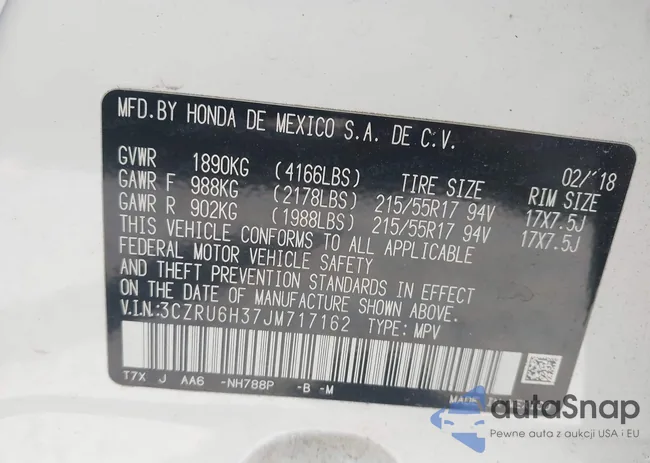 MFD.BY HONDA DE MEXICO S.A. DE C.V.
02/'18
GVWR 1890KG (4166LBS) TIRE SIZE RIM SIZE
GAWR F 988KG (2178LBS) 215/55R17 94V 17X7.5J
GAWR R 902KG (1988LBS) 215/55R17 94V 17X7.5J
THIS VEHICLE CONFORMS TO ALL APPLICABLE
FEDERAL MOTOR VEHICLE SAFETY
AND THEFT PREVENTION STANDARDS IN EFFECT
ON THE DATE OF MANUFACTURE SHOWN ABOVE.
V.I.N.:3CZRU6H37JM717162 TYPE: MPV
T7X J AA6 -NH788P -B -M
MADE
autoSnap
Pewne auta z aukcji USA i EU